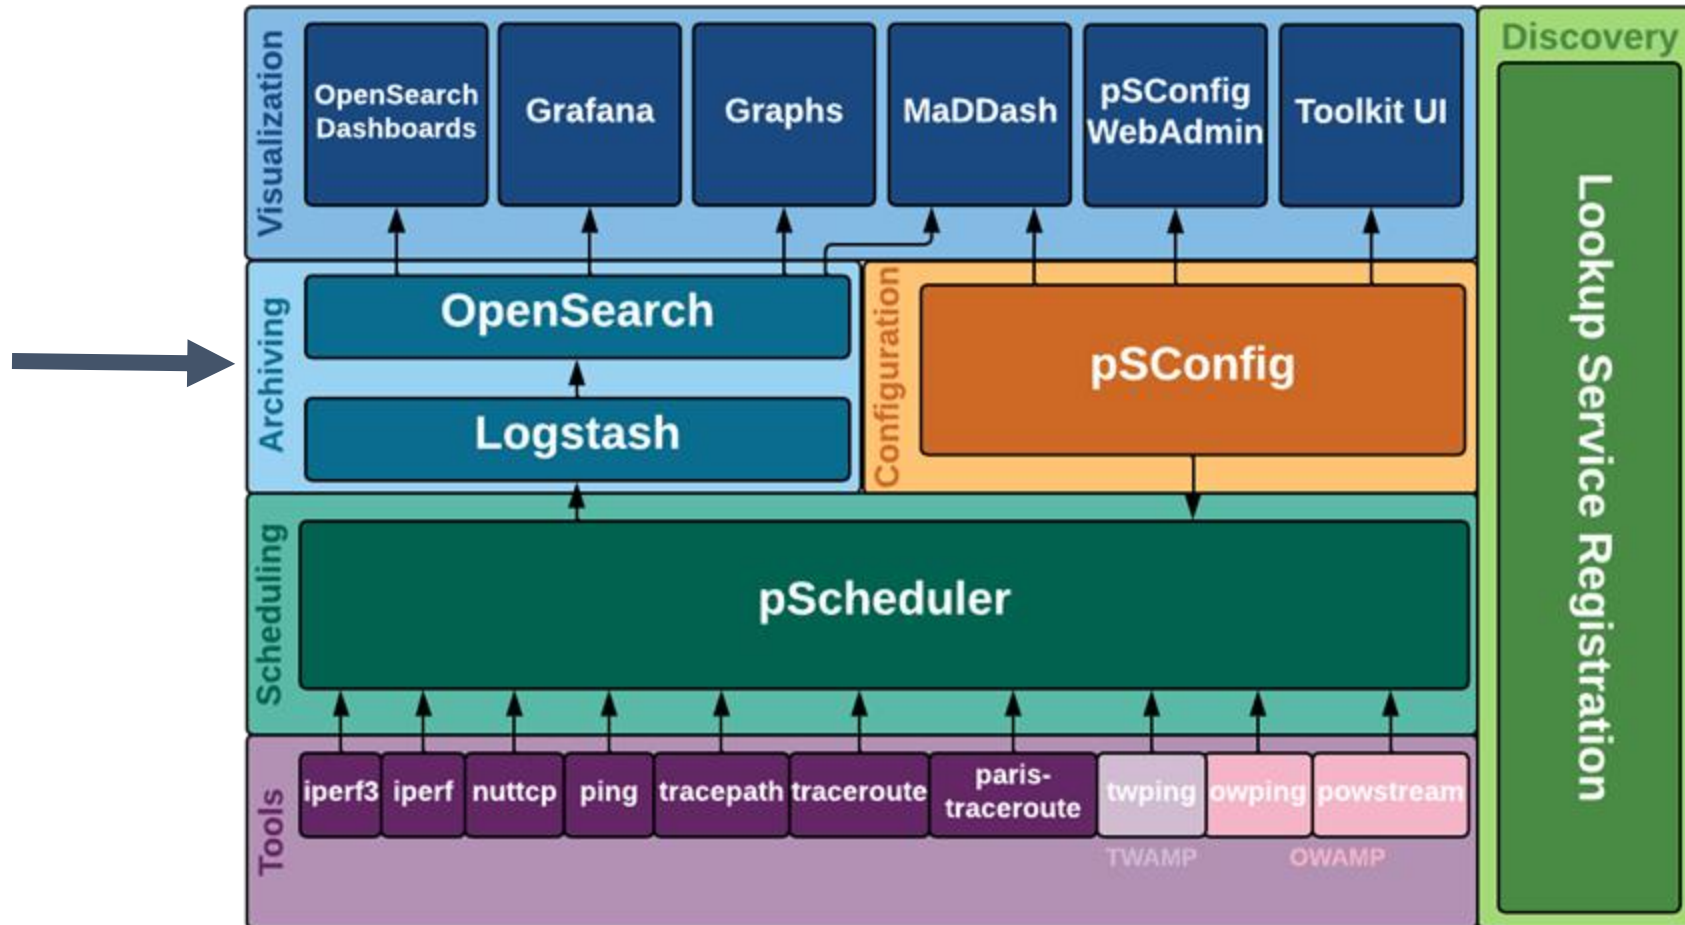 Visualization
OpenSearch
Dashboards
Grafana
Graphs
MaDDash
pSConfig
WebAdmin
Toolkit UI
Discovery
Lookup Service Registration
Archiving
OpenSearch
Logstash
Configuration
pSConfig
Scheduling
pScheduler
Tools
iperf3
iperf
nuttcp
ping
tracepath
traceroute
paris-
traceroute
twping
owping
powstream
TWAMP
OWAMP